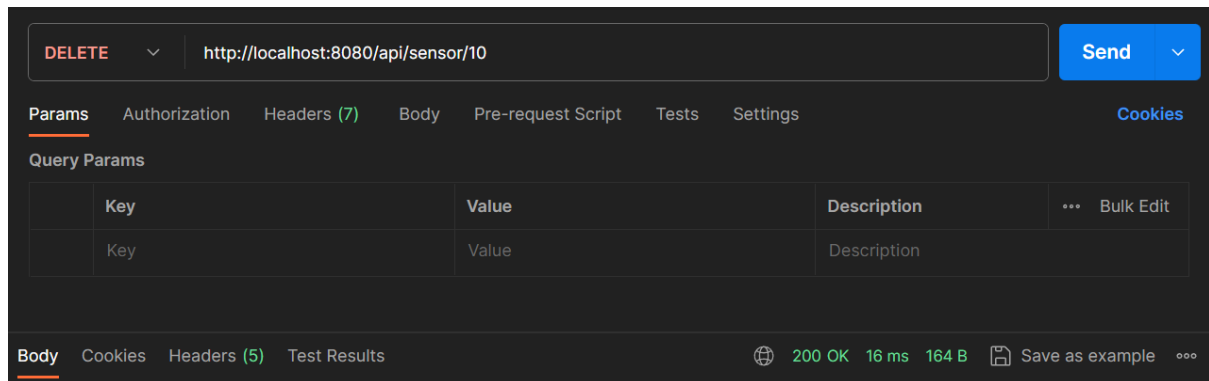 DELETE http://localhost:8080/api/sensor/10 Send
Params Authorization Headers (7) Body Pre-request Script Tests Settings Cookies
Query Params
Key Value Description Bulk Edit
Key Value Description
Body Cookies Headers (5) Test Results 200 OK 16 ms 164 B Save as example